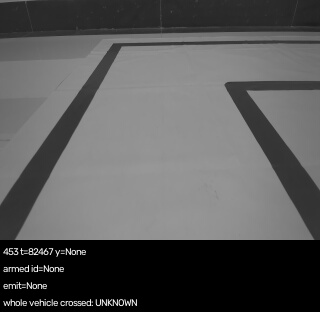 453 t=82467 y=None
armed id=None
emit=None
whole vehicle crossed: UNKNOWN